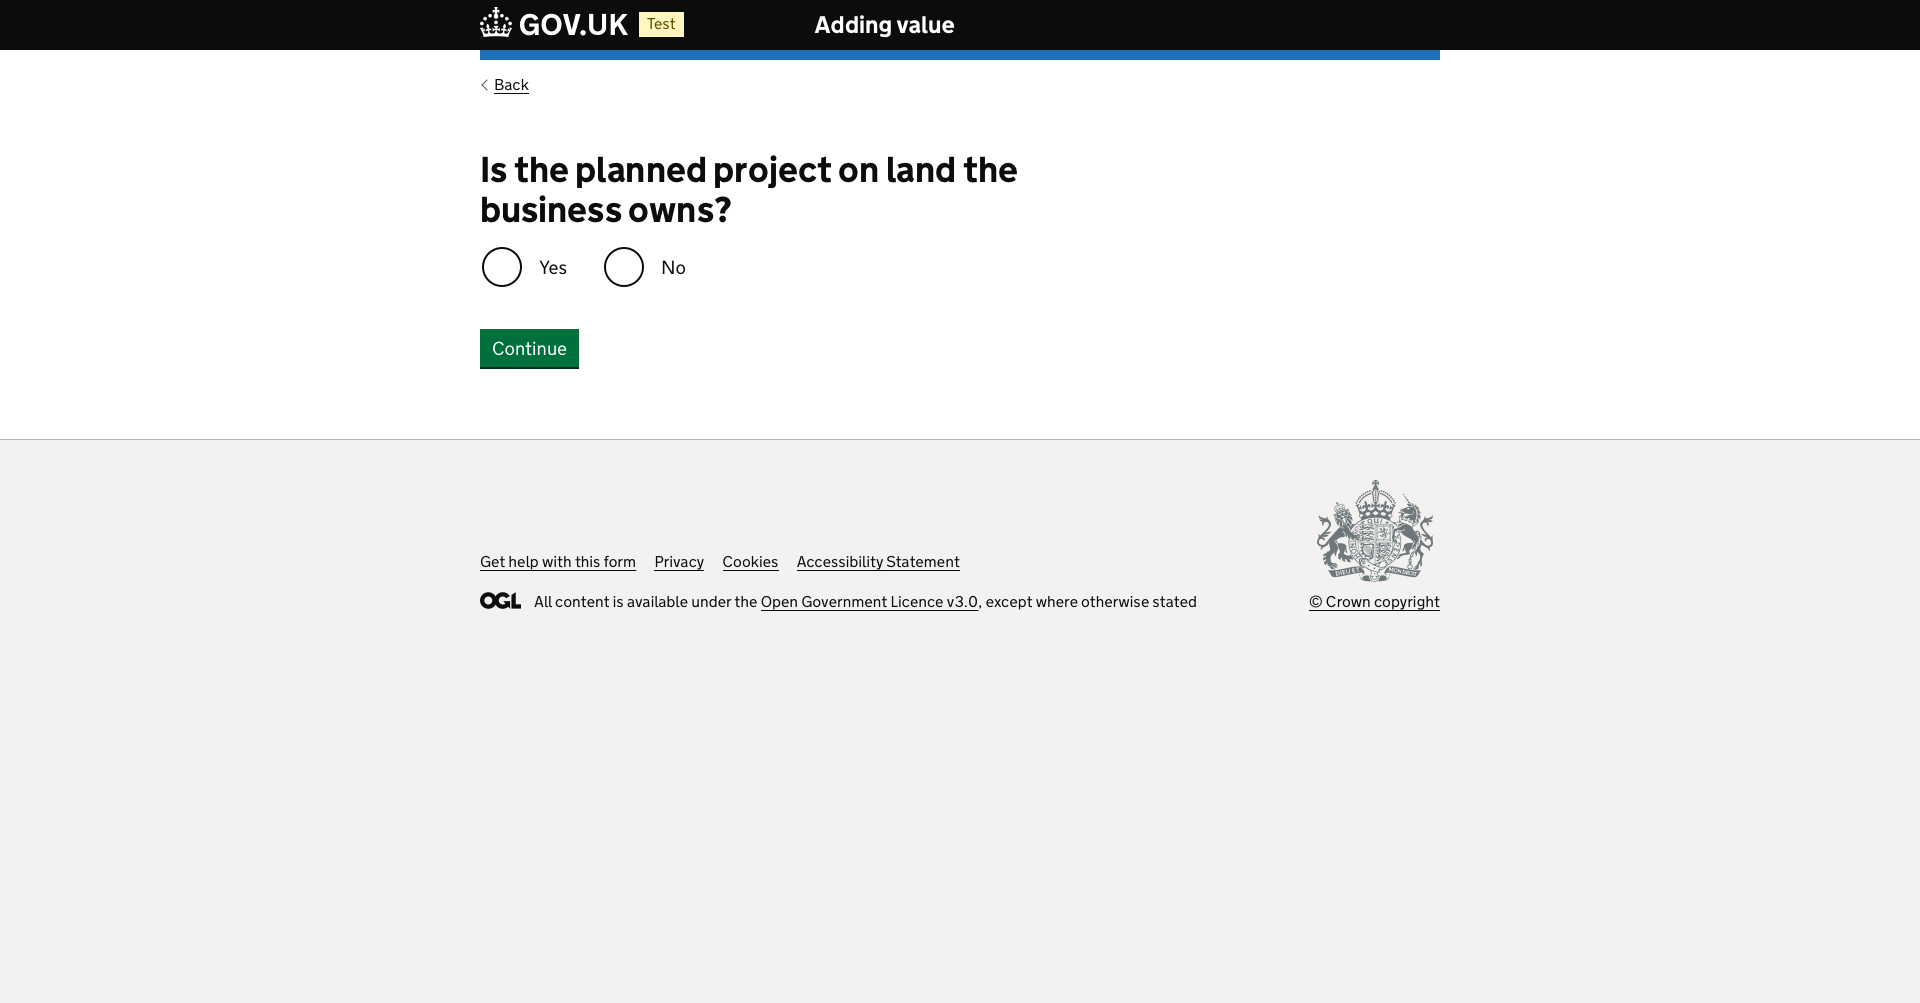 GOV.UK Test Adding value
Back
Is the planned project on land the
business owns?
Yes No
Continue
Get help with this form Privacy Cookies Accessibility Statement
OGL All content is available under the Open Government Licence v3.0, except where otherwise stated
© Crown copyright